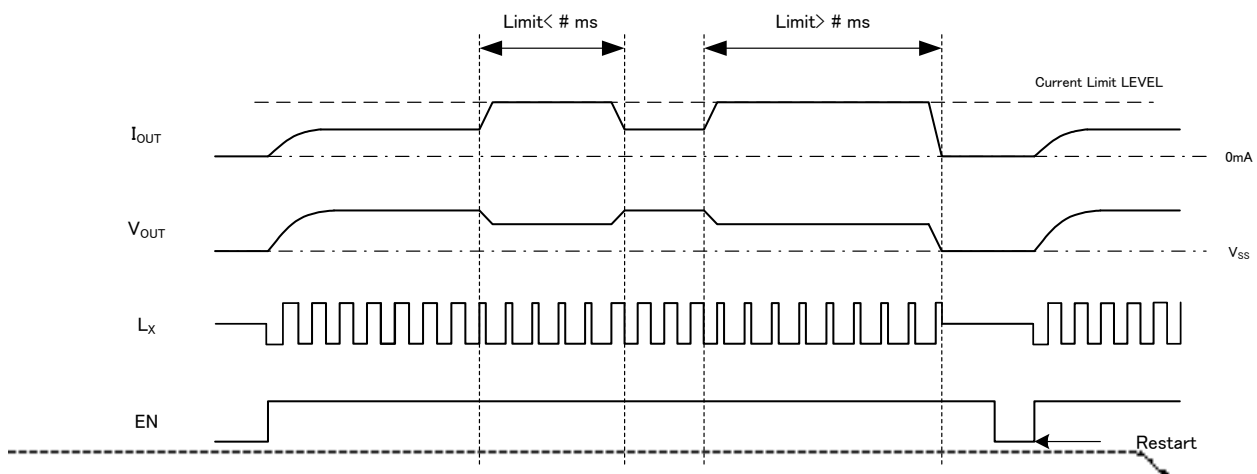 Limit< # ms
Limit> # ms
Current Limit LEVEL
IOUT
0mA
VOUT
VSS
LX
EN
Restart